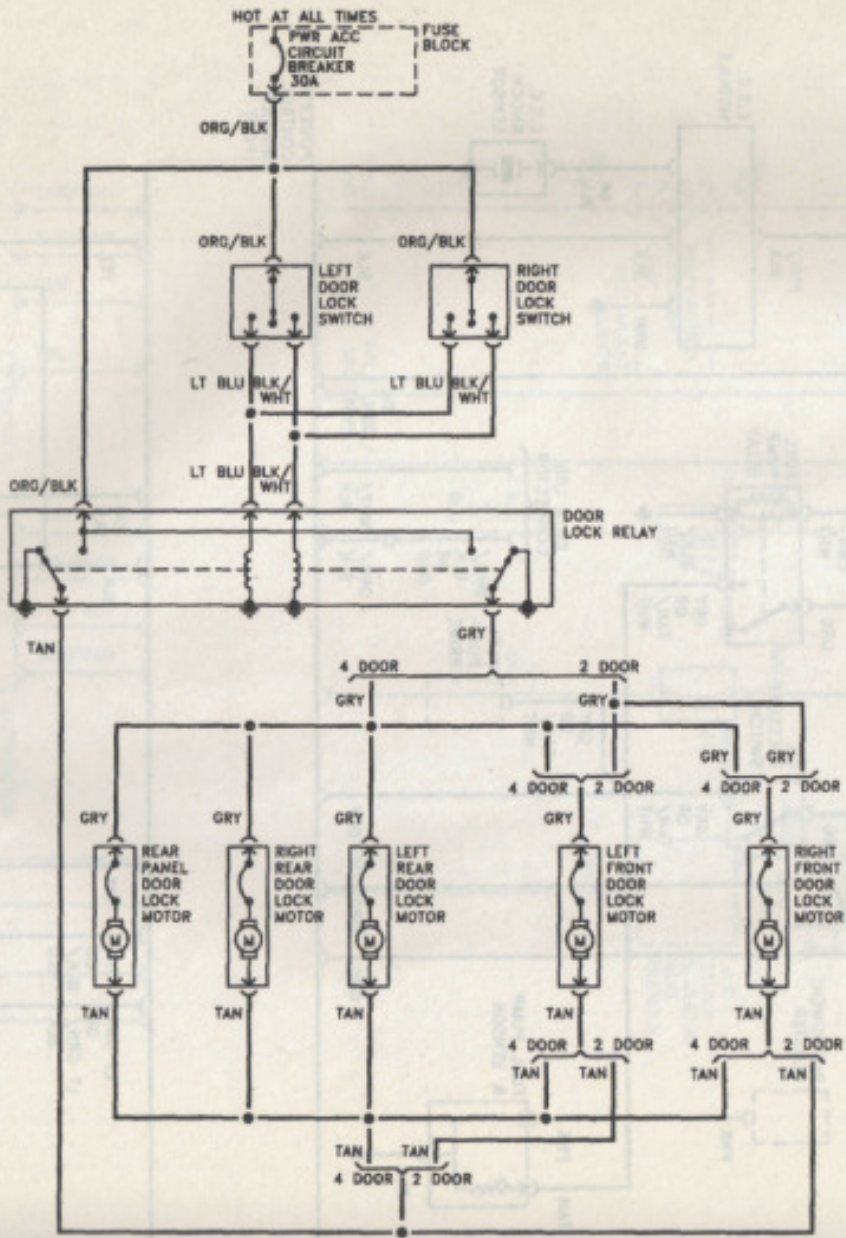 HOT AT ALL TIMES
PWR ACC
CIRCUIT
BREAKER
30A
FUSE
BLOCK
ORG/BLK
ORG/BLK
ORG/BLK
LEFT
DOOR
LOCK
SWITCH
RIGHT
DOOR
LOCK
SWITCH
LT BLU
BLK/
WHT
LT BLU
BLK/
WHT
LT BLU
BLK/
WHT
ORG/BLK
DOOR
LOCK RELAY
TAN
GRY
4 DOOR
2 DOOR
GRY
GRY
GRY
GRY
4 DOOR
2 DOOR
4 DOOR
2 DOOR
GRY
GRY
GRY
GRY
GRY
REAR
PANEL
DOOR
LOCK
MOTOR
RIGHT
REAR
DOOR
LOCK
MOTOR
LEFT
REAR
DOOR
LOCK
MOTOR
LEFT
FRONT
DOOR
LOCK
MOTOR
RIGHT
FRONT
DOOR
LOCK
MOTOR
M
M
M
M
M
TAN
TAN
TAN
TAN
TAN
4 DOOR
2 DOOR
4 DOOR
2 DOOR
TAN
TAN
TAN
TAN
TAN
TAN
4 DOOR
2 DOOR